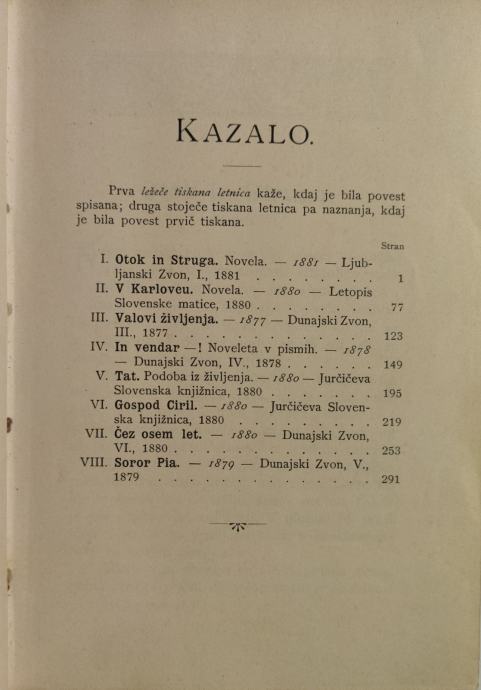 KAZALO.
Prva ležeče tiskana letnica kaže, kdaj je bila povest
spisana; druga stoječe tiskana letnica pa naznanja, kdaj
je bila povest prvič tiskana.
Stran
I. Otok in Struga. Novela. — 1881 — Ljub-
ljanski Zvon, I., 1881 . . . . . . . . 1
II. V Karlovcu. Novela. — 1880 — Letopis
Slovenske matice, 1880 . . . . . . . 77
III. Valovi življenja. — 1877 — Dunajski Zvon,
III., 1877 . . . . . . . . . . . . 123
IV. In vendar —! Noveleta v pismih. — 1878
— Dunajski Zvon, IV., 1878 . . . . . . 149
V. Tat. Podoba iz življenja. — 1880 — Jurčičeva
Slovenska knjižnica, 1880 . . . . . . 195
VI. Gospod Ciril. — 1880 — Jurčičeva Sloven-
ska knjižnica, 1880 . . . . . . . . 219
VII. Čez osem let. — 1880 — Dunajski Zvon,
VI., 1880 . . . . . . . . . . . . 253
VIII. Soror Pia. — 1879 — Dunajski Zvon, V.,
1879 . . . . . . . . . . . . . 291